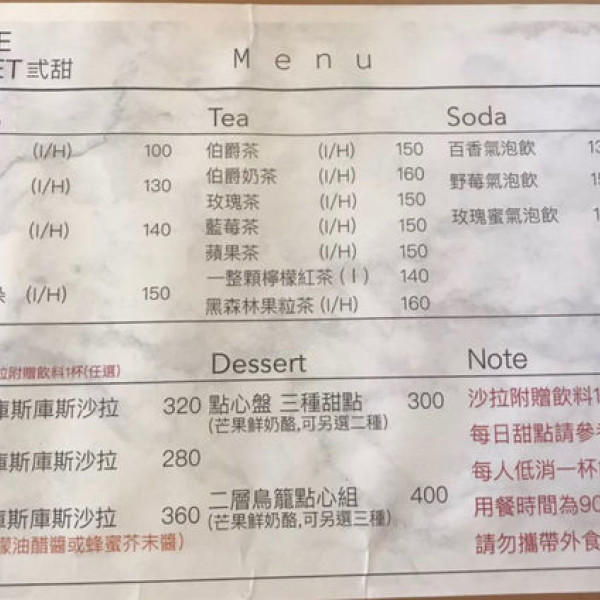 E
ET 貳甜
Menu
Tea
Soda
(I/H) 100
(I/H) 130
(I/H) 140
(I/H) 150
伯爵茶 (I/H) 150
伯爵奶茶 (I/H) 160
玫瑰茶 (I/H) 150
藍莓茶 (I/H) 150
蘋果茶 (I/H) 150
一整顆檸檬紅茶(I) 140
黑森林果粒茶(I/H) 160
百香氣泡飲
野莓氣泡飲
玫瑰蜜氣泡飲
附贈飲料1杯(任選)
庫斯庫斯沙拉 320
庫斯庫斯沙拉 280
庫斯庫斯沙拉 360
檬油醋醬或蜂蜜芥末醬)
Dessert
點心盤 三種甜點 300
(芒果鮮奶酪,可另選二種)
二層鳥籠點心組 400
(芒果鮮奶酪,可另選三種)
Note
沙拉附贈飲料1
每日甜點請參
每人低消一杯
用餐時間為90
請勿攜帶外食